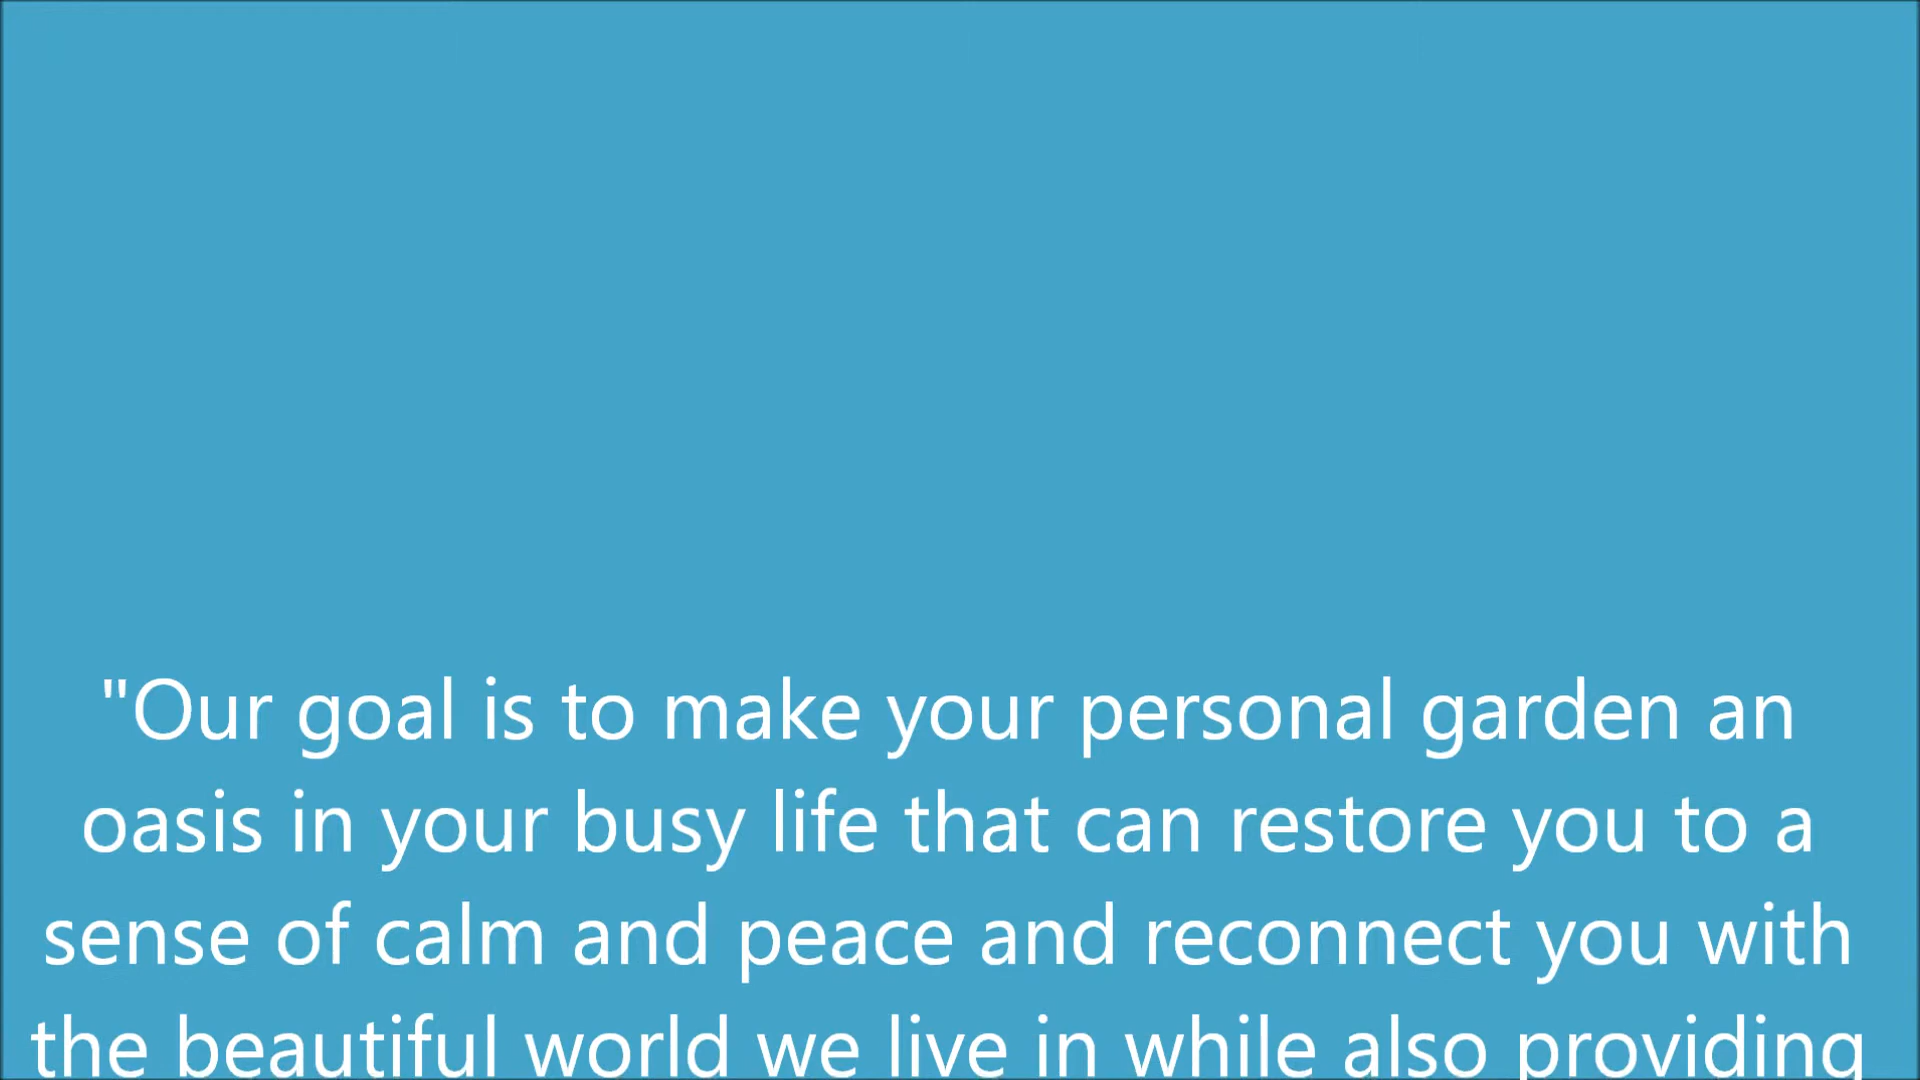 "Our goal is to make your personal garden an
oasis in your busy life that can restore you to a
sense of calm and peace and reconnect you with
the beautiful world we live in while also providing